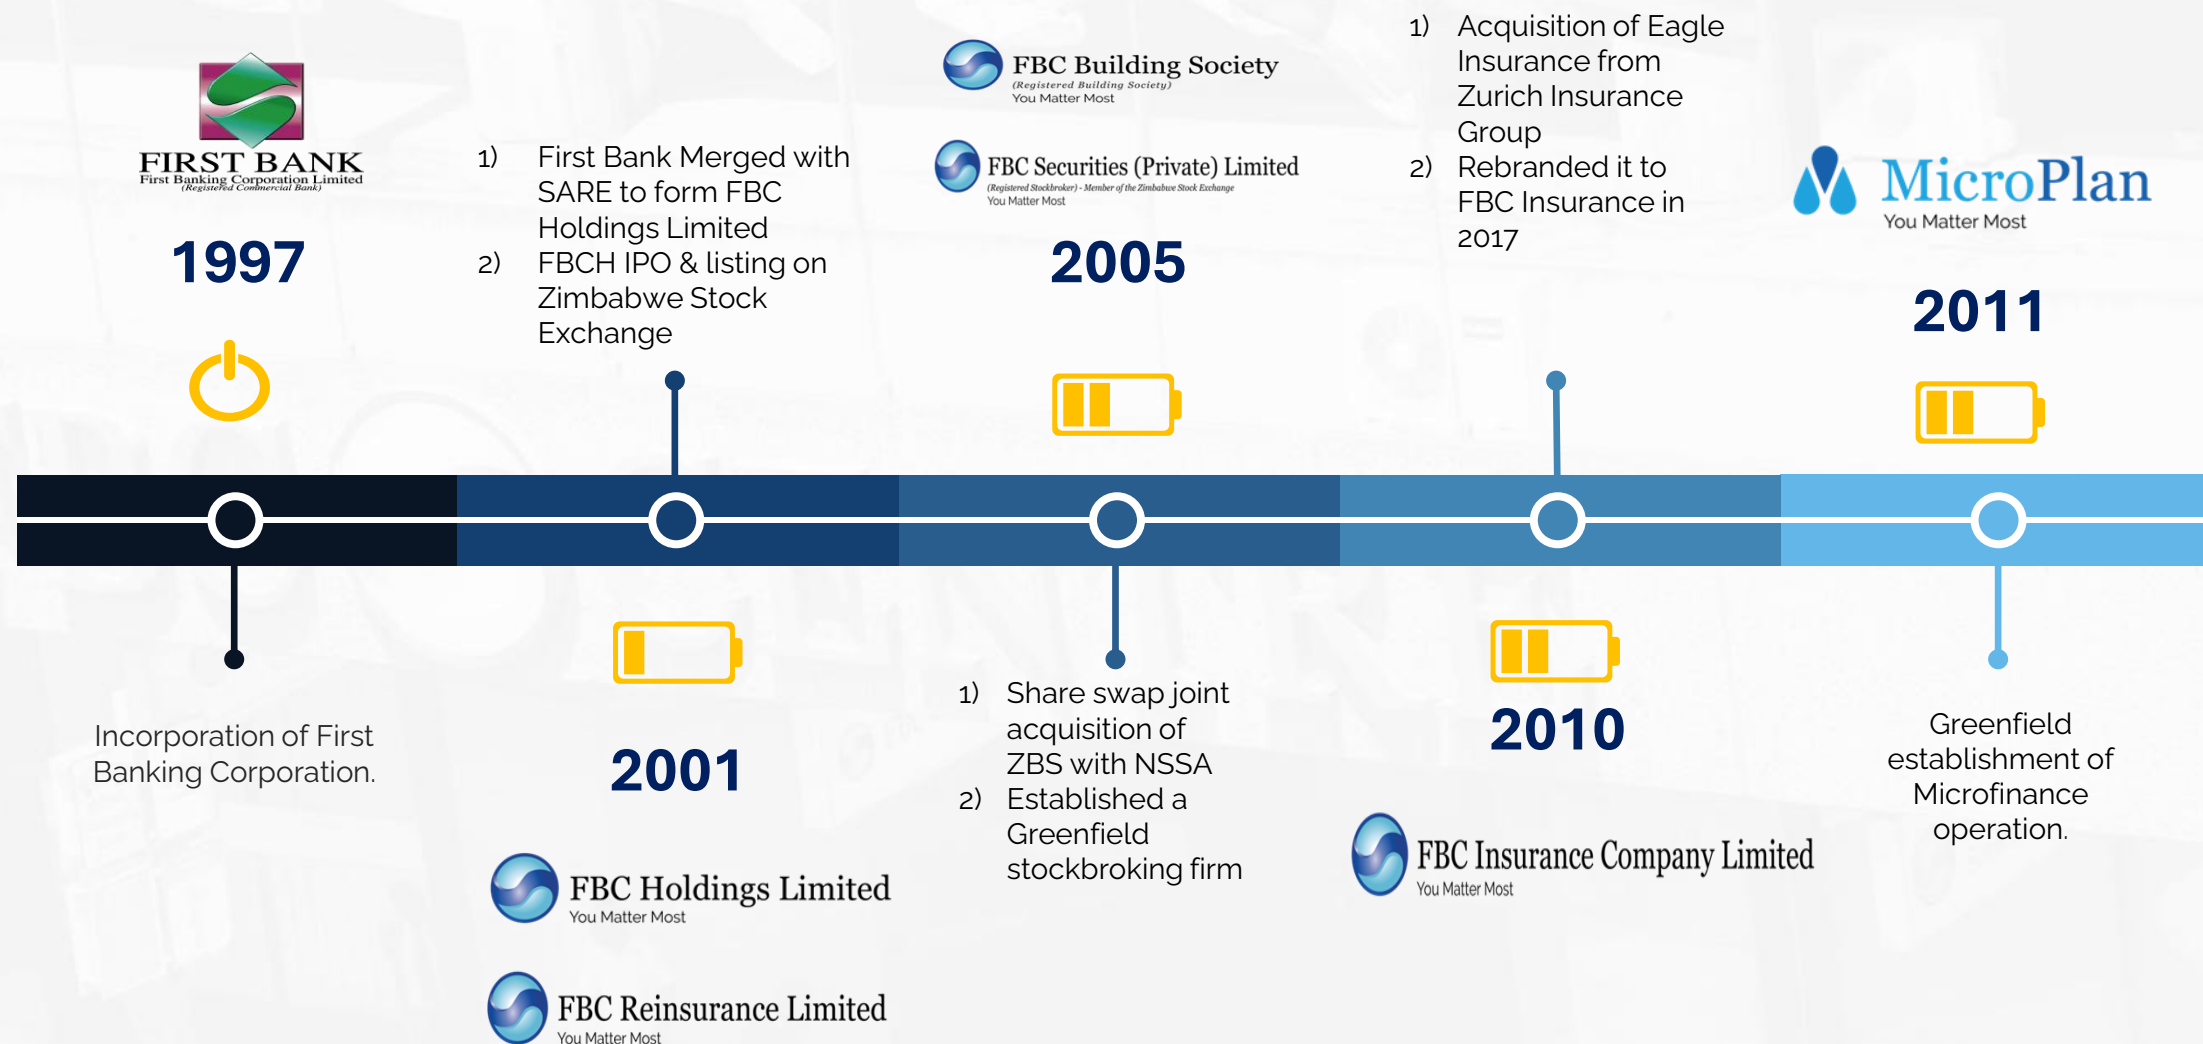 FIRST BANK
First Banking Corporation Limited
(Registered Commercial Bank)
1997
Incorporation of First
Banking Corporation.
1) First Bank Merged with
SARE to form FBC
Holdings Limited
2) FBCH IPO & listing on
Zimbabwe Stock
Exchange
2001
FBC Holdings Limited
You Matter Most
FBC Reinsurance Limited
You Matter Most
FBC Building Society
(Registered Building Society)
You Matter Most
FBC Securities (Private) Limited
(Registered Stockbroker) - Member of the Zimbabwe Stock Exchange
You Matter Most
2005
1) Share swap joint
acquisition of
ZBS with NSSA
2) Established a
Greenfield
stockbroking firm
1) Acquisition of Eagle
Insurance from
Zurich Insurance
Group
2) Rebranded it to
FBC Insurance in
2017
2010
FBC Insurance Company Limited
You Matter Most
MicroPlan
You Matter Most
2011
Greenfield
establishment of
Microfinance
operation.